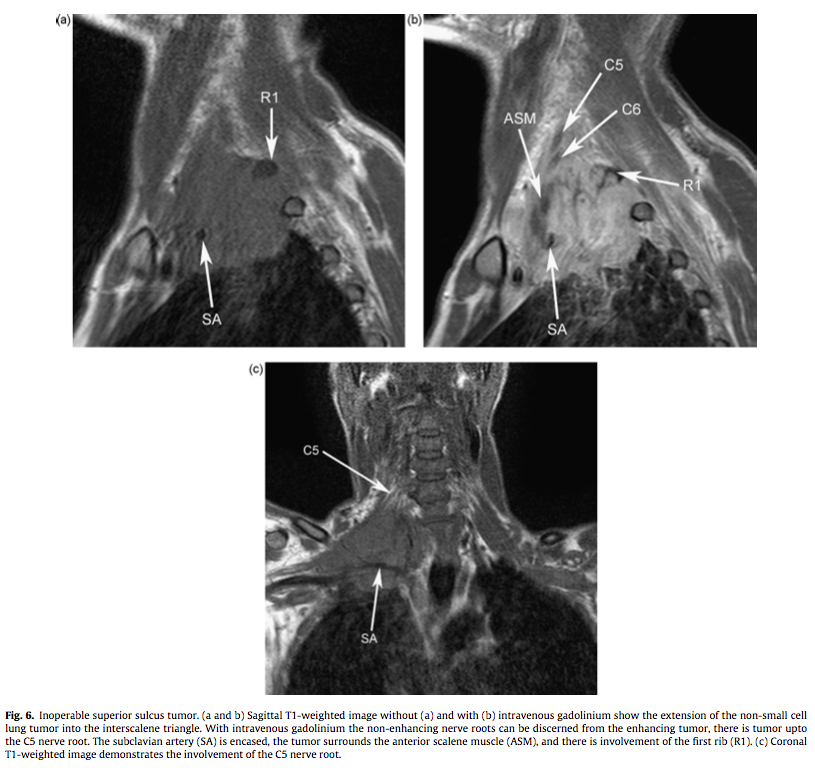 (a)
R1
SA
(b)
C5
C6
ASM
R1
SA
(c)
C5
SA
Fig. 6. Inoperable superior sulcus tumor. (a and b) Sagittal T1-weighted image without (a) and with (b) intravenous gadolinium show the extension of the non-small cell
lung tumor into the interscalene triangle. With intravenous gadolinium the non-enhancing nerve roots can be discerned from the enhancing tumor, there is tumor upto
the C5 nerve root. The subclavian artery (SA) is encased, the tumor surrounds the anterior scalene muscle (ASM), and there is involvement of the first rib (R1). (c) Coronal
T1-weighted image demonstrates the involvement of the C5 nerve root.